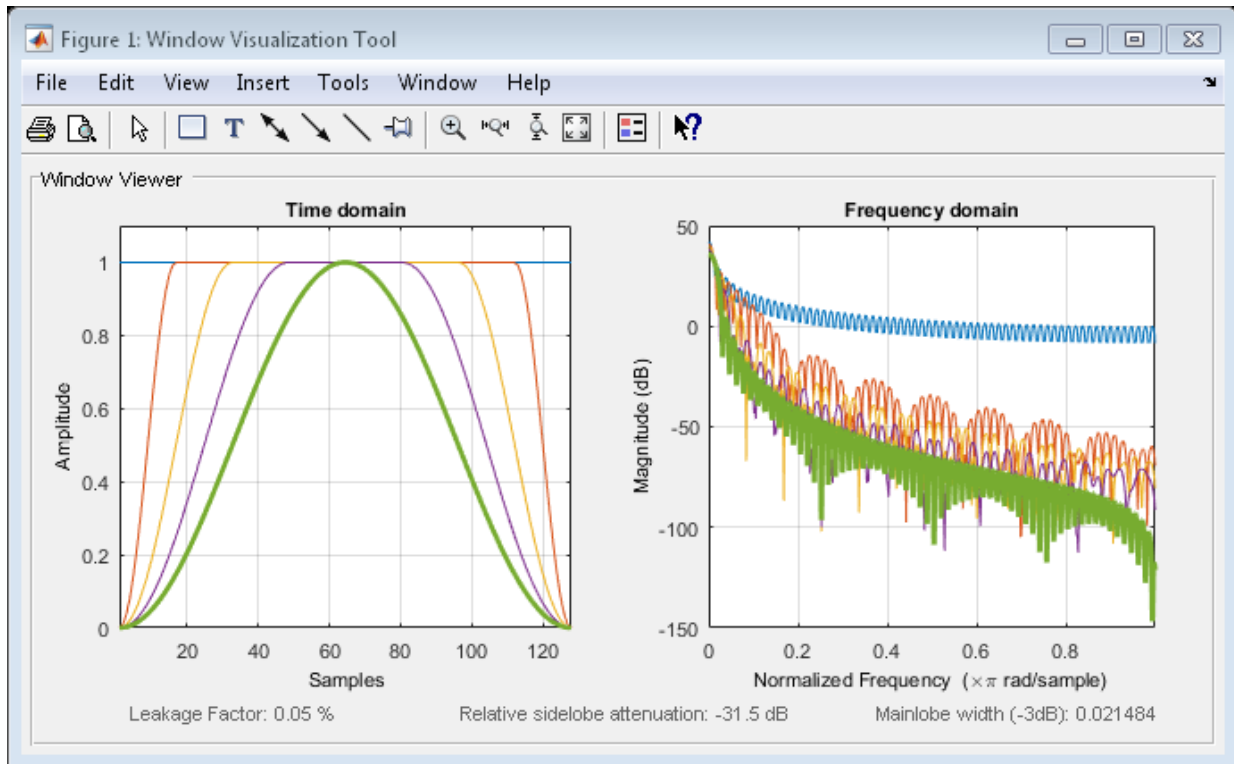 Figure 1: Window Visualization Tool
File Edit View Insert Tools Window Help
T
?
Window Viewer
Time domain
Amplitude
1
0.8
0.6
0.4
0.2
0
20 40 60 80 100 120
Samples
Frequency domain
Magnitude (dB)
50
0
-50
-100
-150
0 0.2 0.4 0.6 0.8
Normalized Frequency (×π rad/sample)
Leakage Factor: 0.05 % Relative sidelobe attenuation: -31.5 dB Mainlobe width (-3dB): 0.021484